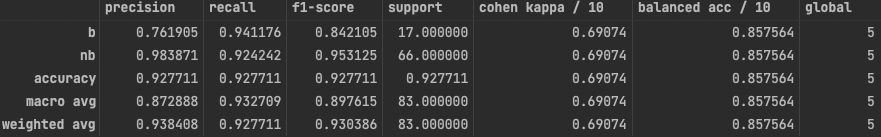 precision recall f1-score support cohen kappa / 10 balanced acc / 10 global
b 0.761905 0.941176 0.842105 17.000000 0.69074 0.857564 5
nb 0.983871 0.924242 0.953125 66.000000 0.69074 0.857564 5
accuracy 0.927711 0.927711 0.927711 0.927711 0.69074 0.857564 5
macro avg 0.872888 0.932709 0.897615 83.000000 0.69074 0.857564 5
weighted avg 0.938408 0.927711 0.930386 83.000000 0.69074 0.857564 5